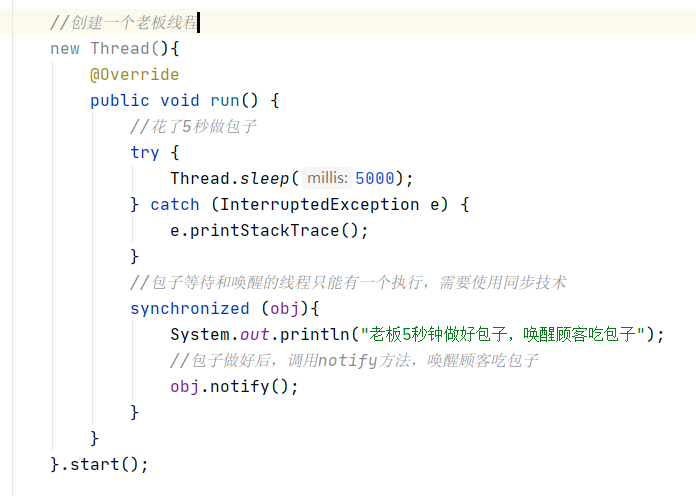 //创建一个老板线程
new Thread(){
    @Override
    public void run() {
        //花了5秒做包子
        try {
            Thread.sleep( millis: 5000);
        } catch (InterruptedException e) {
            e.printStackTrace();
        }
        //包子等待和唤醒的线程只能有一个执行，需要使用同步技术
        synchronized (obj){
            System.out.println("老板5秒钟做好包子，唤醒顾客吃包子");
            //包子做好后，调用notify方法，唤醒顾客吃包子
            obj.notify();
        }
    }
}.start();